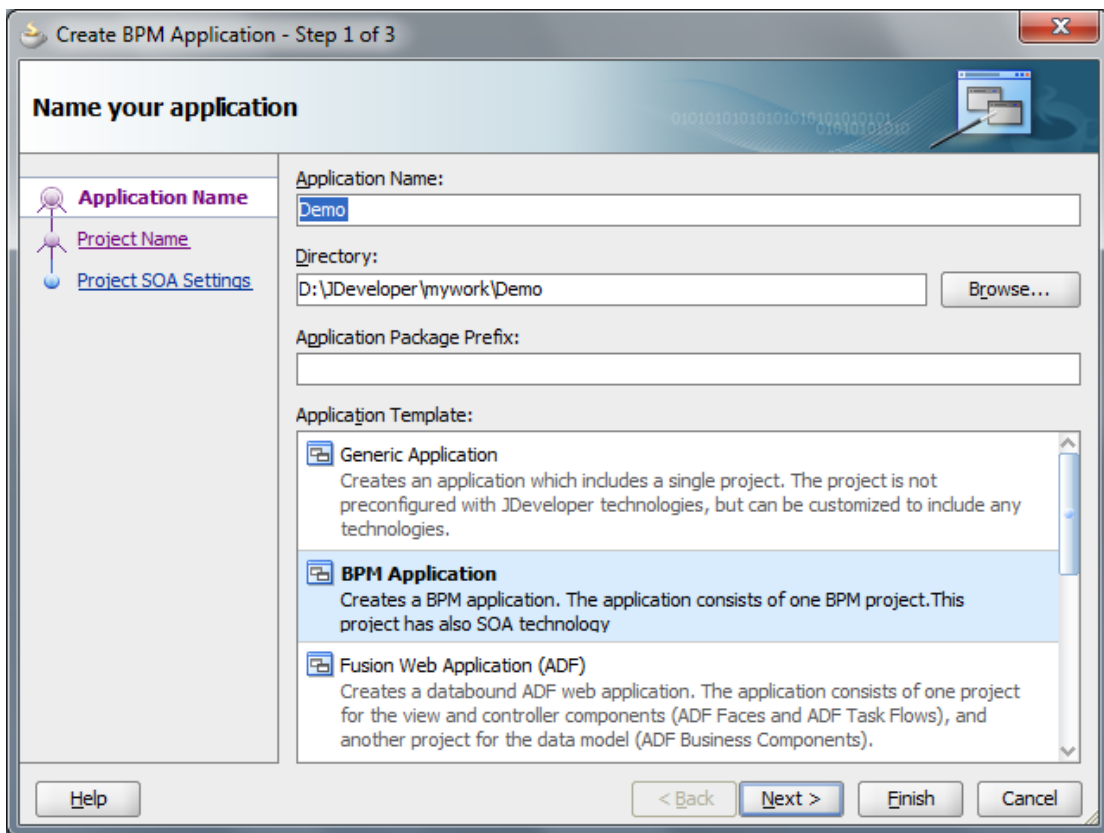 Create BPM Application - Step 1 of 3
Name your application
01010101010101010101010101
01010101010
Application Name
Project Name
Project SOA Settings
Application Name:
Demo
Directory:
D:\JDeveloper\mywork\Demo
Browse...
Application Package Prefix:
Application Template:
Generic Application
Creates an application which includes a single project. The project is not
preconfigured with JDeveloper technologies, but can be customized to include any
technologies.
BPM Application
Creates a BPM application. The application consists of one BPM project.This
project has also SOA technology
Fusion Web Application (ADF)
Creates a databound ADF web application. The application consists of one project
for the view and controller components (ADF Faces and ADF Task Flows), and
another project for the data model (ADF Business Components).
Help
< Back
Next >
Finish
Cancel